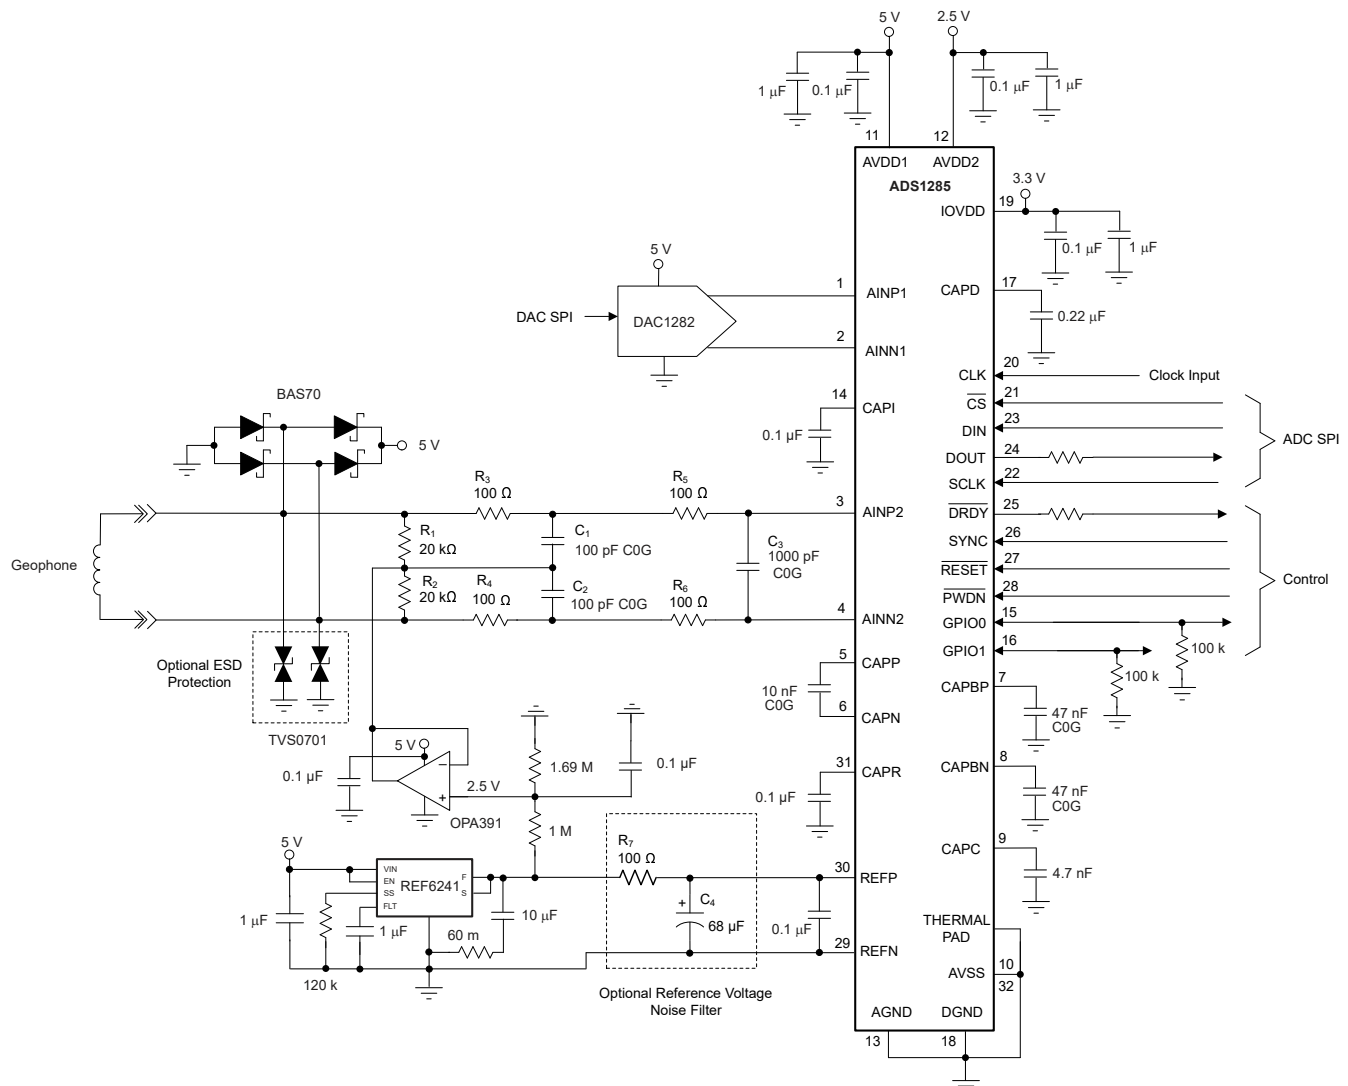 5 V
2.5 V
1 µF
0.1 µF
0.1 µF
1 µF
11
12
AVDD1
AVDD2
ADS1285
3.3 V
IOVDD
19
0.1 µF
1 µF
5 V
DAC SPI
DAC1282
1
AINP1
2
AINN1
CAPD
17
0.22 µF
CLK
20
Clock Input
CS
21
DIN
23
DOUT
24
SCLK
22
ADC SPI
14
CAPI
0.1 µF
BAS70
5 V
Geophone
R1
20 kΩ
R2
20 kΩ
R3
100 Ω
R4
100 Ω
C1
100 pF C0G
C2
100 pF C0G
R5
100 Ω
R6
100 Ω
C3
1000 pF
C0G
3
AINP2
4
AINN2
DRDY
25
SYNC
26
RESET
27
PWDN
28
GPIO0
15
GPIO1
16
Control
100 k
100 k
Optional ESD
Protection
TVS0701
5
CAPP
10 nF
C0G
6
CAPN
CAPBP
7
47 nF
C0G
CAPBN
8
47 nF
C0G
31
CAPR
0.1 µF
CAPC
9
4.7 nF
5 V
0.1 µF
−
+
2.5 V
OPA391
1.69 M
0.1 µF
1 M
5 V
1 µF
VIN
EN
SS
FLT
REF6241
F
S
120 k
1 µF
60 m
10 µF
R7
100 Ω
+
C4
68 µF
0.1 µF
30
REFP
29
REFN
Optional Reference Voltage
Noise Filter
THERMAL
PAD
AVSS
10
32
AGND
DGND
13
18